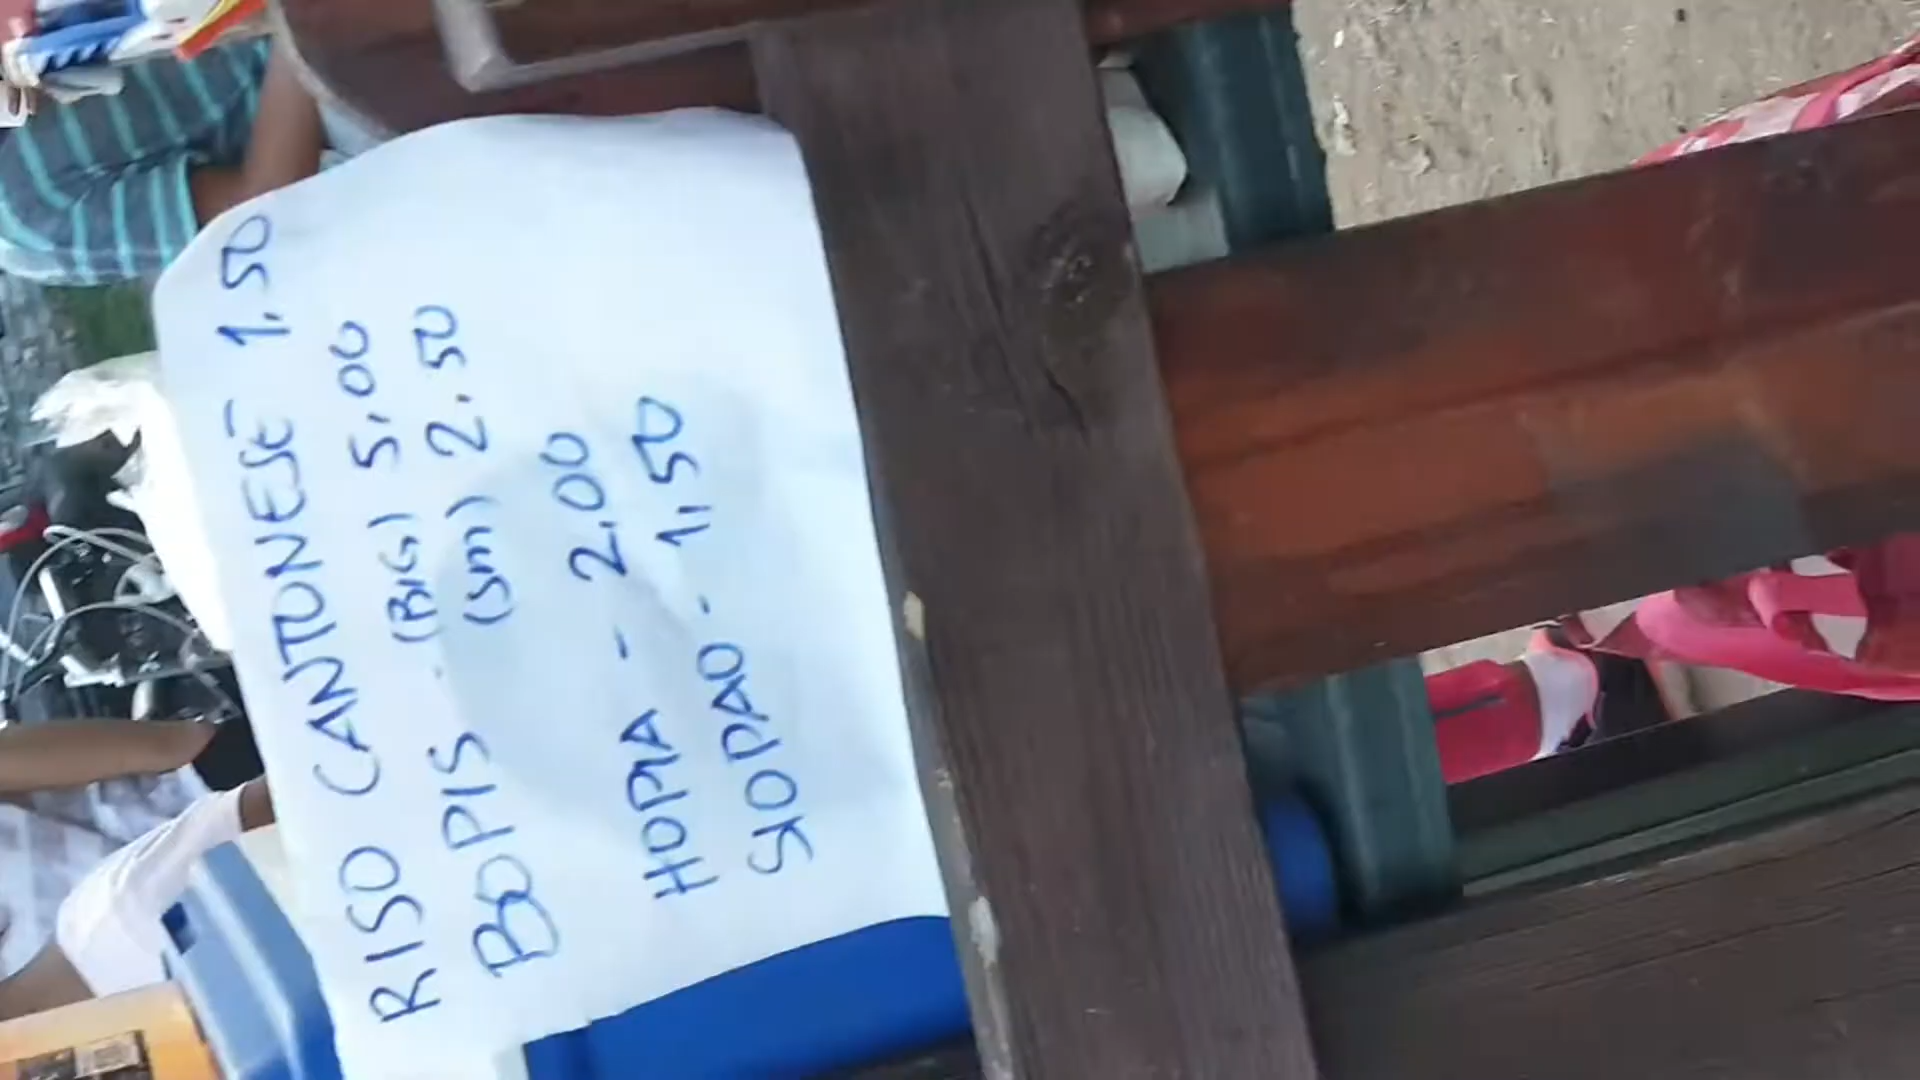 RISO CANTONESE 1,50
BOPIS - (BIG) 5,00
(SM) 2,50
HOPIA - 2,00
SIOPAO - 1,50